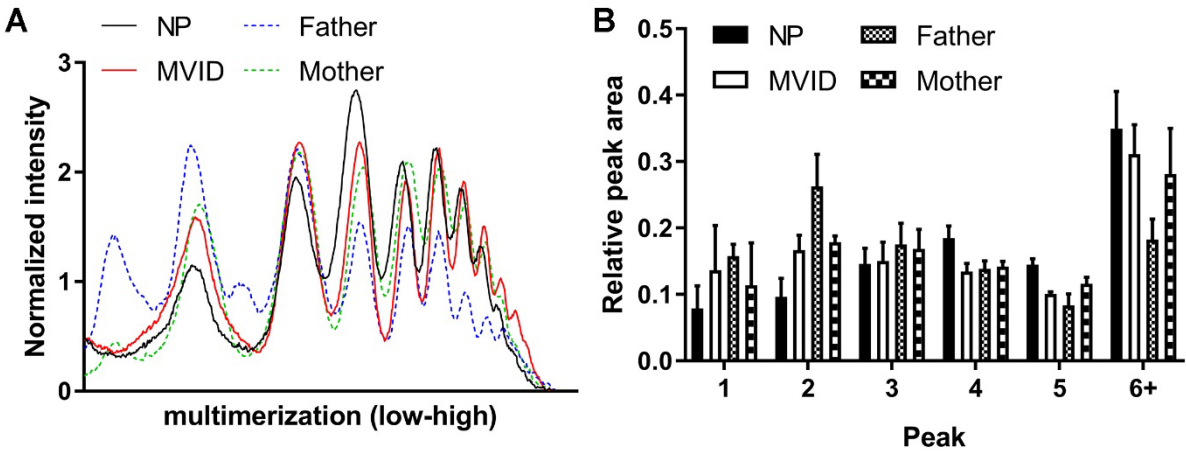 A
NP
Father
MVID
Mother
Normalized intensity
3
2
1
0
multimerization (low-high)
B
NP
Father
MVID
Mother
Relative peak area
0.5
0.4
0.3
0.2
0.1
0.0
1 2 3 4 5 6+
Peak